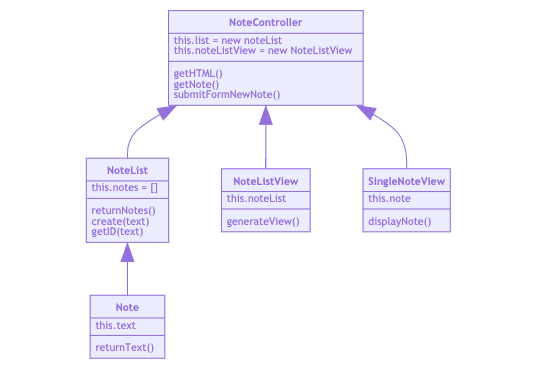 NoteController
this.list = new noteList
this.noteListView = new NoteListView
getHTML()
getNote()
submitFormNewNote()
NoteList
this.notes = []
returnNotes()
create(text)
getID(text)
NoteListView
this.noteList
generateView()
SingleNoteView
this.note
displayNote()
Note
this.text
returnText()